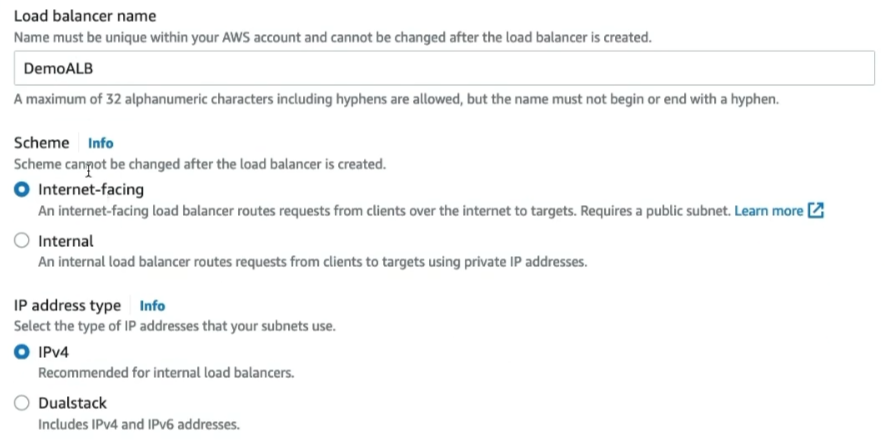 Load balancer name
Name must be unique within your AWS account and cannot be changed after the load balancer is created.
DemoALB
A maximum of 32 alphanumeric characters including hyphens are allowed, but the name must not begin or end with a hyphen.
Scheme Info
Scheme cannot be changed after the load balancer is created.
Internet-facing
An internet-facing load balancer routes requests from clients over the internet to targets. Requires a public subnet. Learn more
Internal
An internal load balancer routes requests from clients to targets using private IP addresses.
IP address type Info
Select the type of IP addresses that your subnets use.
IPv4
Recommended for internal load balancers.
Dualstack
Includes IPv4 and IPv6 addresses.